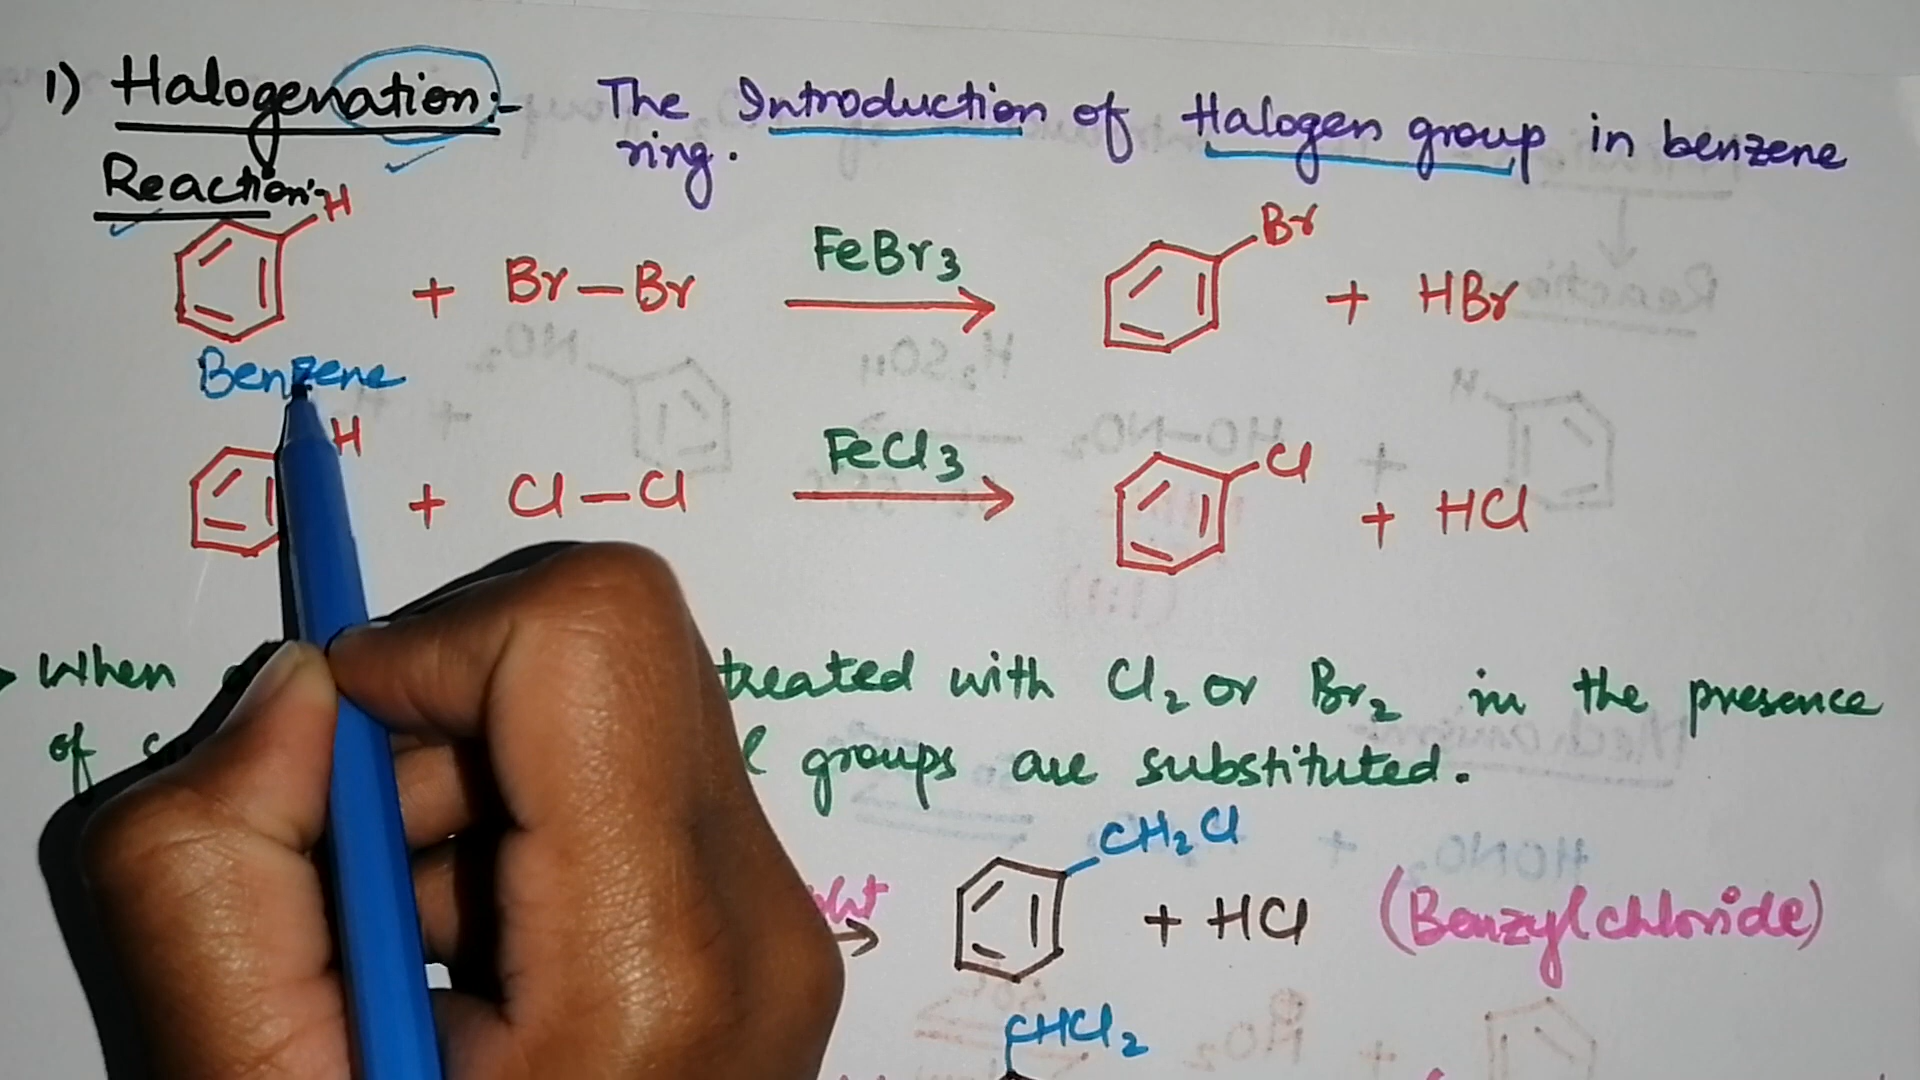 1) Halogenation:- The Introduction of Halogen group in benzene
ring.
Reaction:-
H
Br
+ Br—Br FeBr3 + HBr
Benzene
H
Cl
+ Cl—Cl FeCl3 + HCl
When treated with Cl2 or Br2 in the presence
of groups are substituted.
CH2Cl
+ HCl (Benzylchloride)
CHCl2